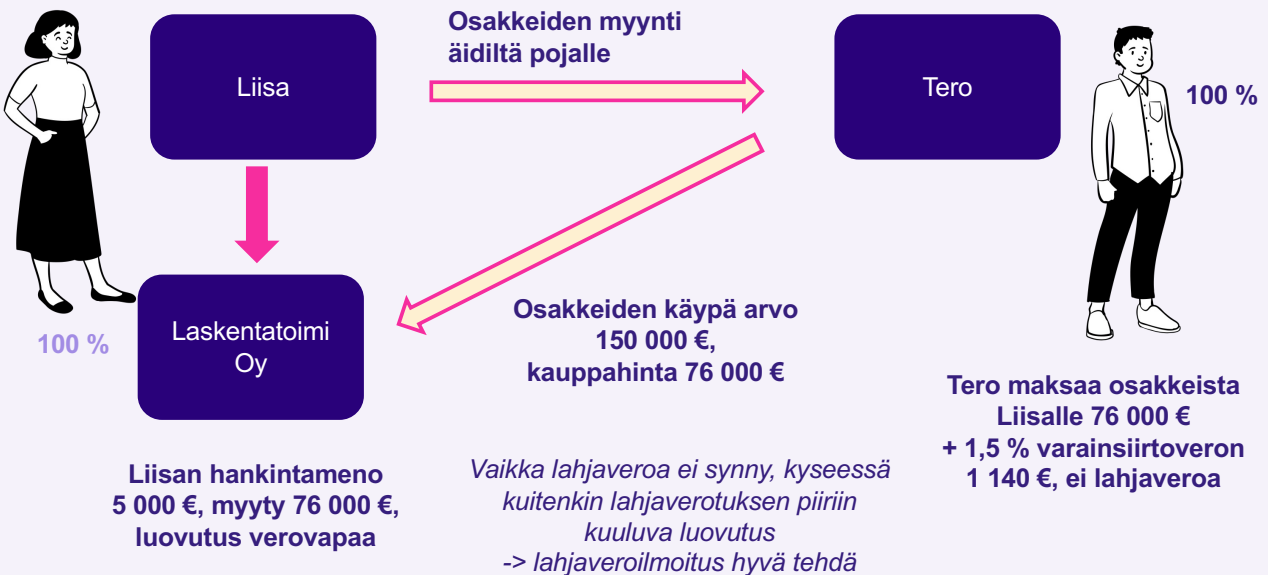 Osakkeiden myynti
äidiltä pojalle
Liisa
Tero
100 %
Laskentatoimi
Oy
100 %
Osakkeiden käypä arvo
150 000 €,
kauppahinta 76 000 €
Tero maksaa osakkeista
Liisalle 76 000 €
+ 1,5 % varainsiirtoveron
1 140 €, ei lahjaveroa
Liisan hankintameno
5 000 €, myyty 76 000 €,
luovutus verovapaa
Vaikka lahjaveroa ei synny, kyseessä
kuitenkin lahjaverotuksen piiriin
kuuluva luovutus
-> lahjaveroilmoitus hyvä tehdä